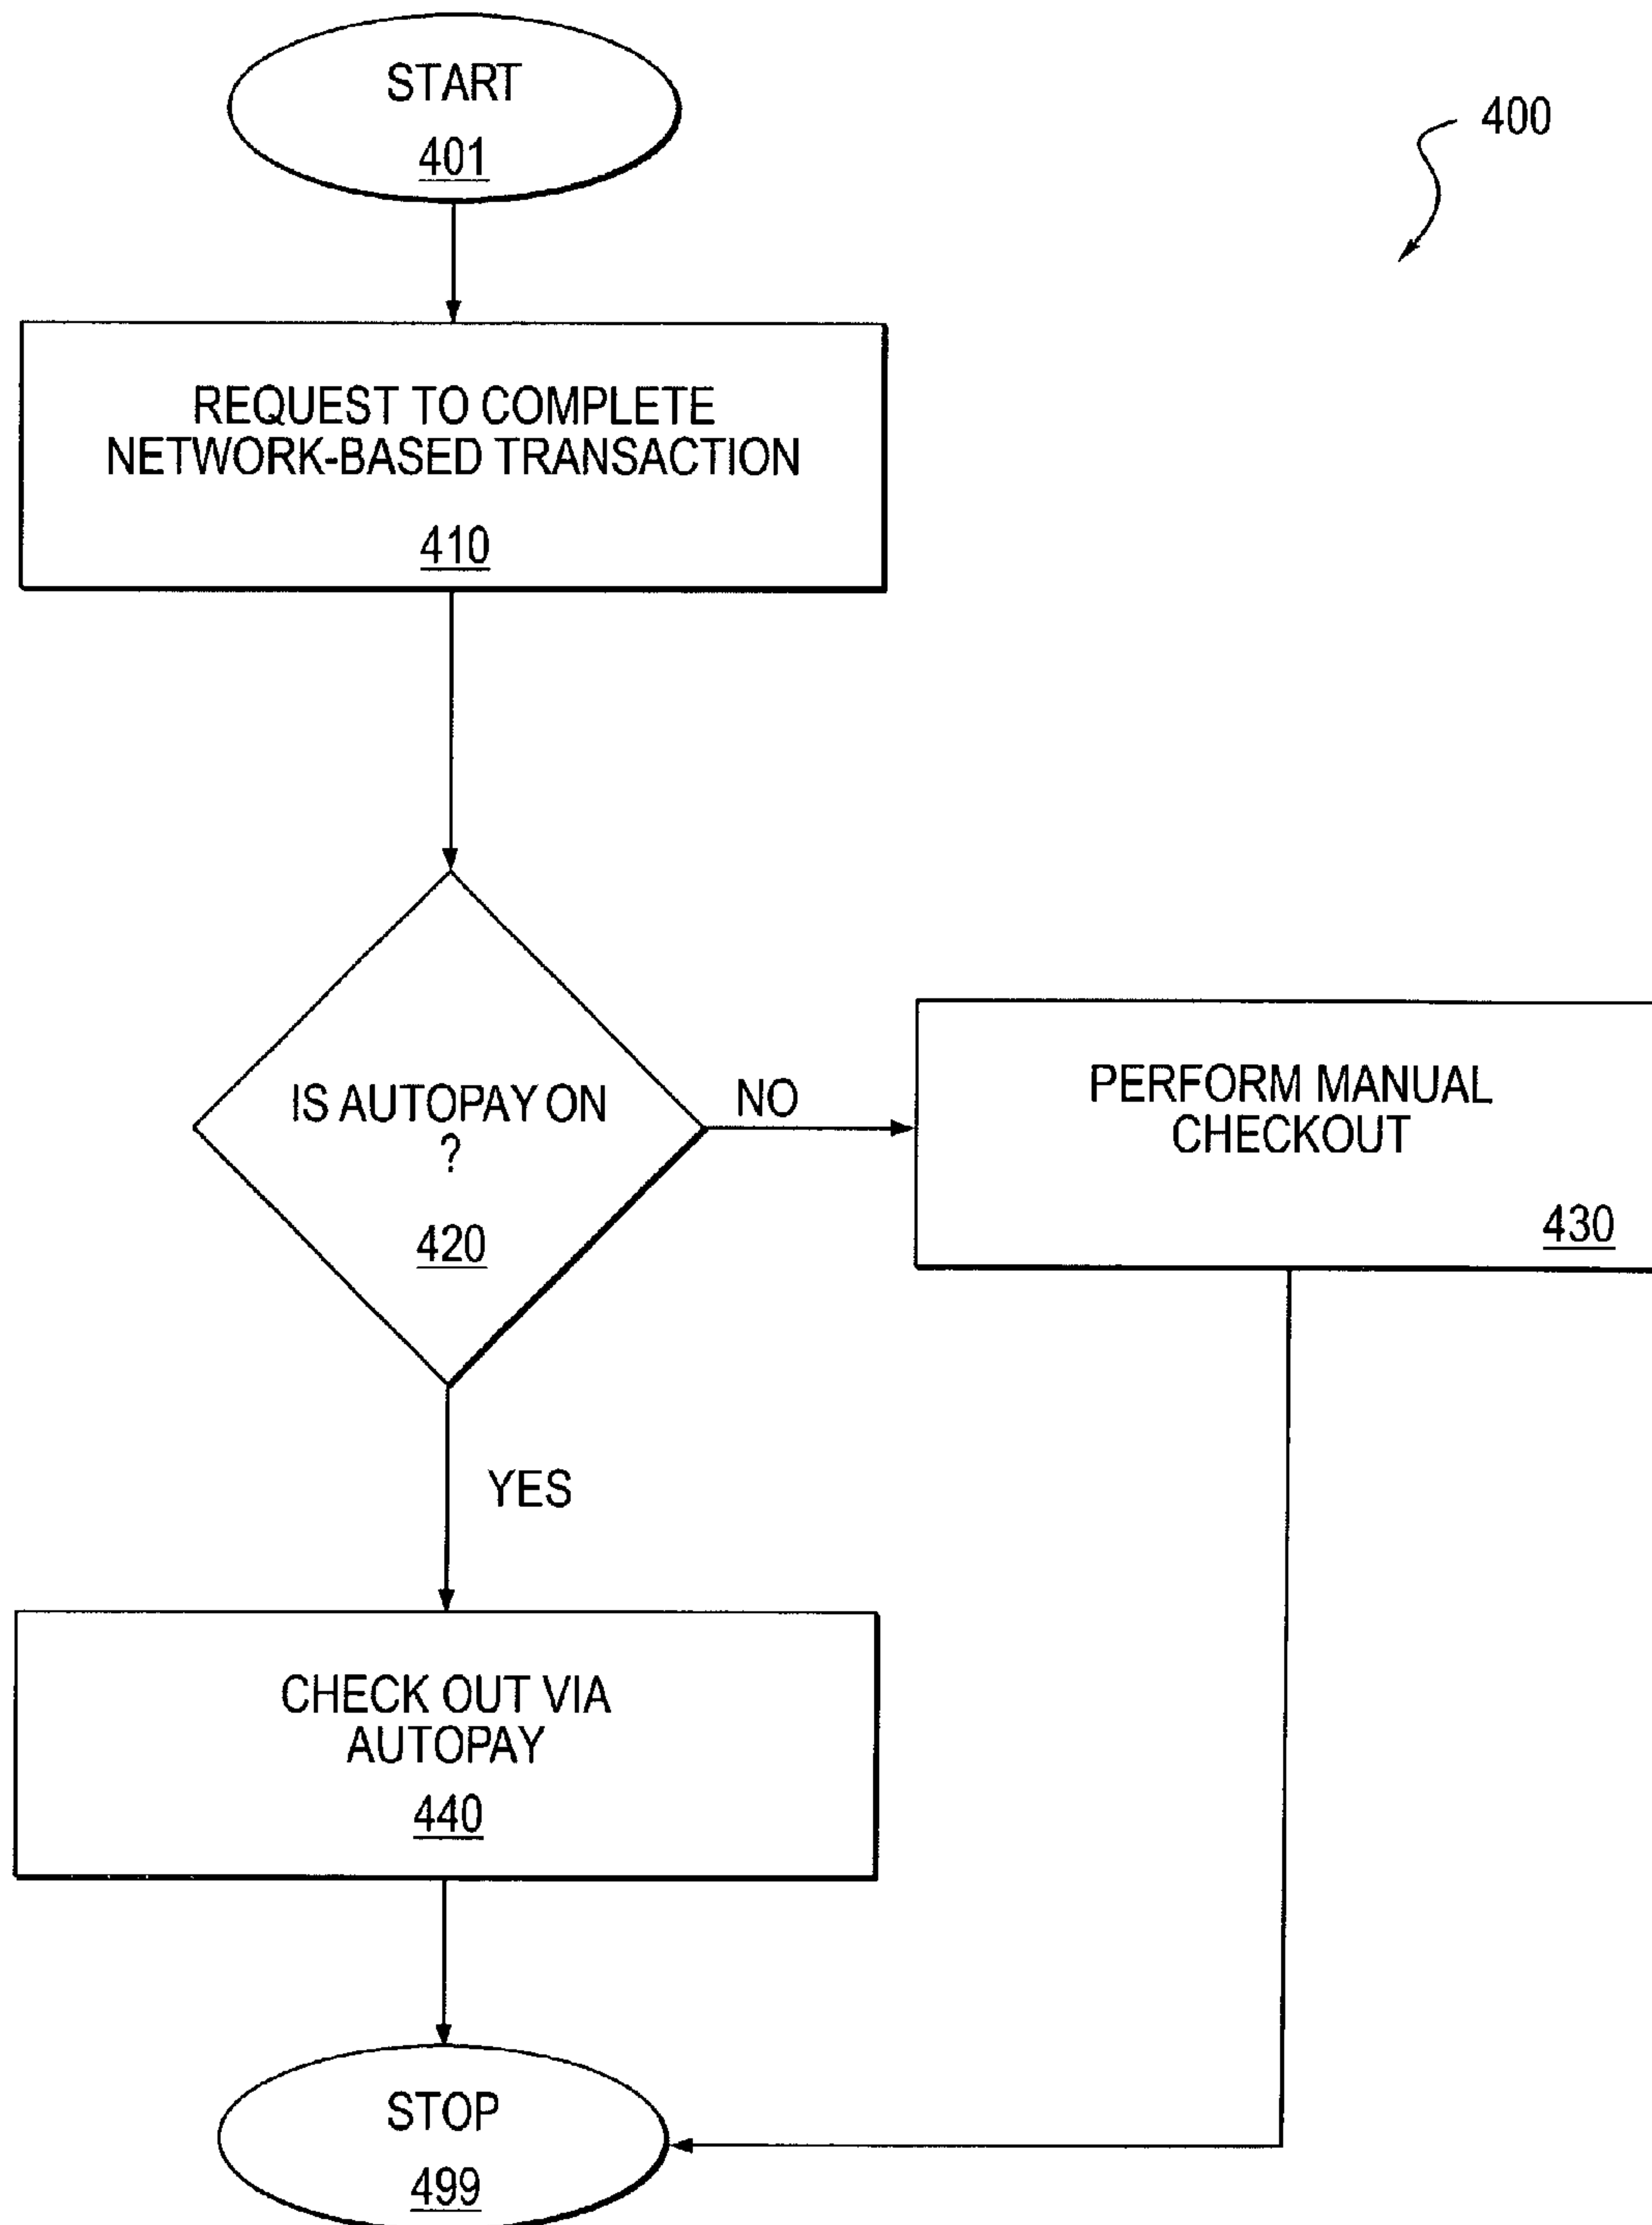 START
401
400
REQUEST TO COMPLETE
NETWORK-BASED TRANSACTION
410
IS AUTOPAY ON
?
420
NO
PERFORM MANUAL
CHECKOUT
430
YES
CHECK OUT VIA
AUTOPAY
440
STOP
499